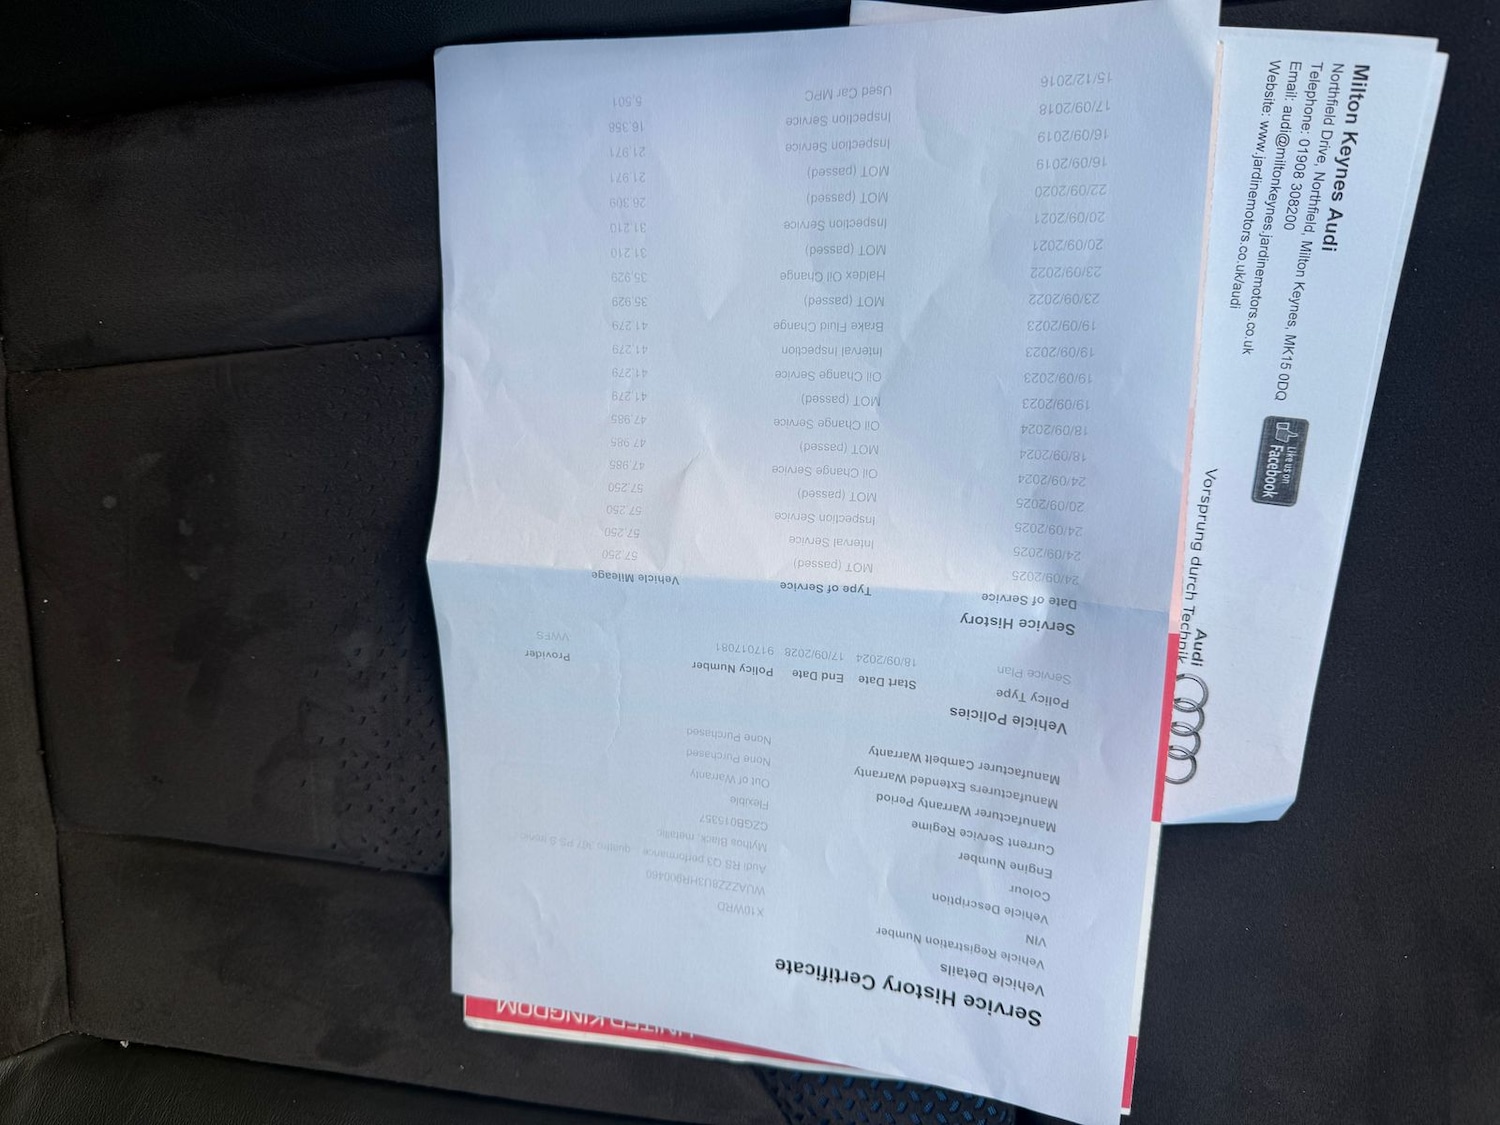 Service History Certificate
Vehicle Details
Vehicle Registration Number X10WRD
VIN WUAZZZ8U3HR900460
Vehicle Description Audi RS Q3 performance quattro 367 PS S tronic
Colour Mythos Black, metallic
Engine Number CZGB015357
Current Service Regime Flexible
Manufacturer Warranty Period Out of Warranty
Manufacturers Extended Warranty None Purchased
Manufacturer Cambelt Warranty None Purchased
Vehicle Policies
Policy Type Start Date End Date Policy Number Provider
Service Plan 18/09/2024 17/09/2028 917017081 VWFS
Service History
Date of Service Type of Service Vehicle Mileage
24/09/2025 MOT (passed) 57.250
24/09/2025 Interval Service 57.250
24/09/2025 Inspection Service 57.250
20/09/2025 MOT (passed) 57.250
24/09/2024 Oil Change Service 47.985
18/09/2024 MOT (passed) 47.985
18/09/2024 Oil Change Service 47.985
19/09/2023 MOT (passed) 41.279
19/09/2023 Oil Change Service 41.279
19/09/2023 Interval Inspection 41.279
19/09/2023 Brake Fluid Change 41.279
23/09/2022 MOT (passed) 35.929
23/09/2022 Haldex Oil Change 35.929
20/09/2021 MOT (passed) 31.210
20/09/2021 Inspection Service 31.210
22/09/2020 MOT (passed) 26.309
16/09/2019 MOT (passed) 21.971
16/09/2019 Inspection Service 21.971
17/09/2018 Inspection Service 16.358
15/12/2016 Used Car MPC 5.501
Milton Keynes Audi
Northfield Drive, Northfield, Milton Keynes, MK15 0DQ
Telephone: 01908 308200
Email: audi@miltonkeynes.jardinemotors.co.uk
Website: www.jardinemotors.co.uk/audi
Like us on
Facebook
Audi
Vorsprung durch Technik
UNITED KINGDOM